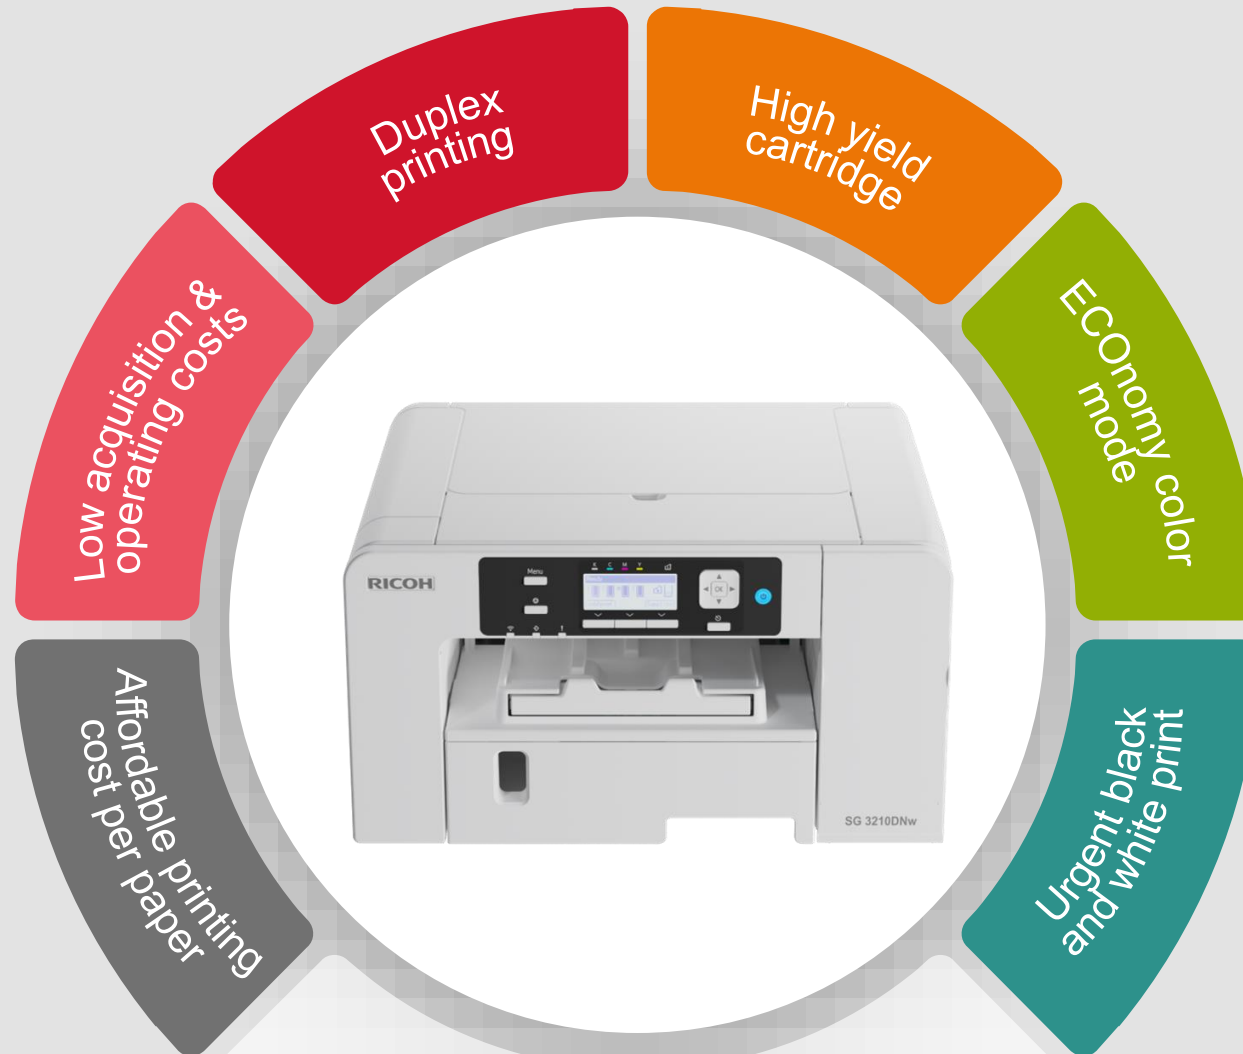 Duplex
printing
High yield
cartridge
Low acquisition &
operating costs
ECOnomy color
mode
Affordable printing
cost per paper
Urgent black
and white print
RICOH
Menu
K C M Y
OK
SG 3210DNw